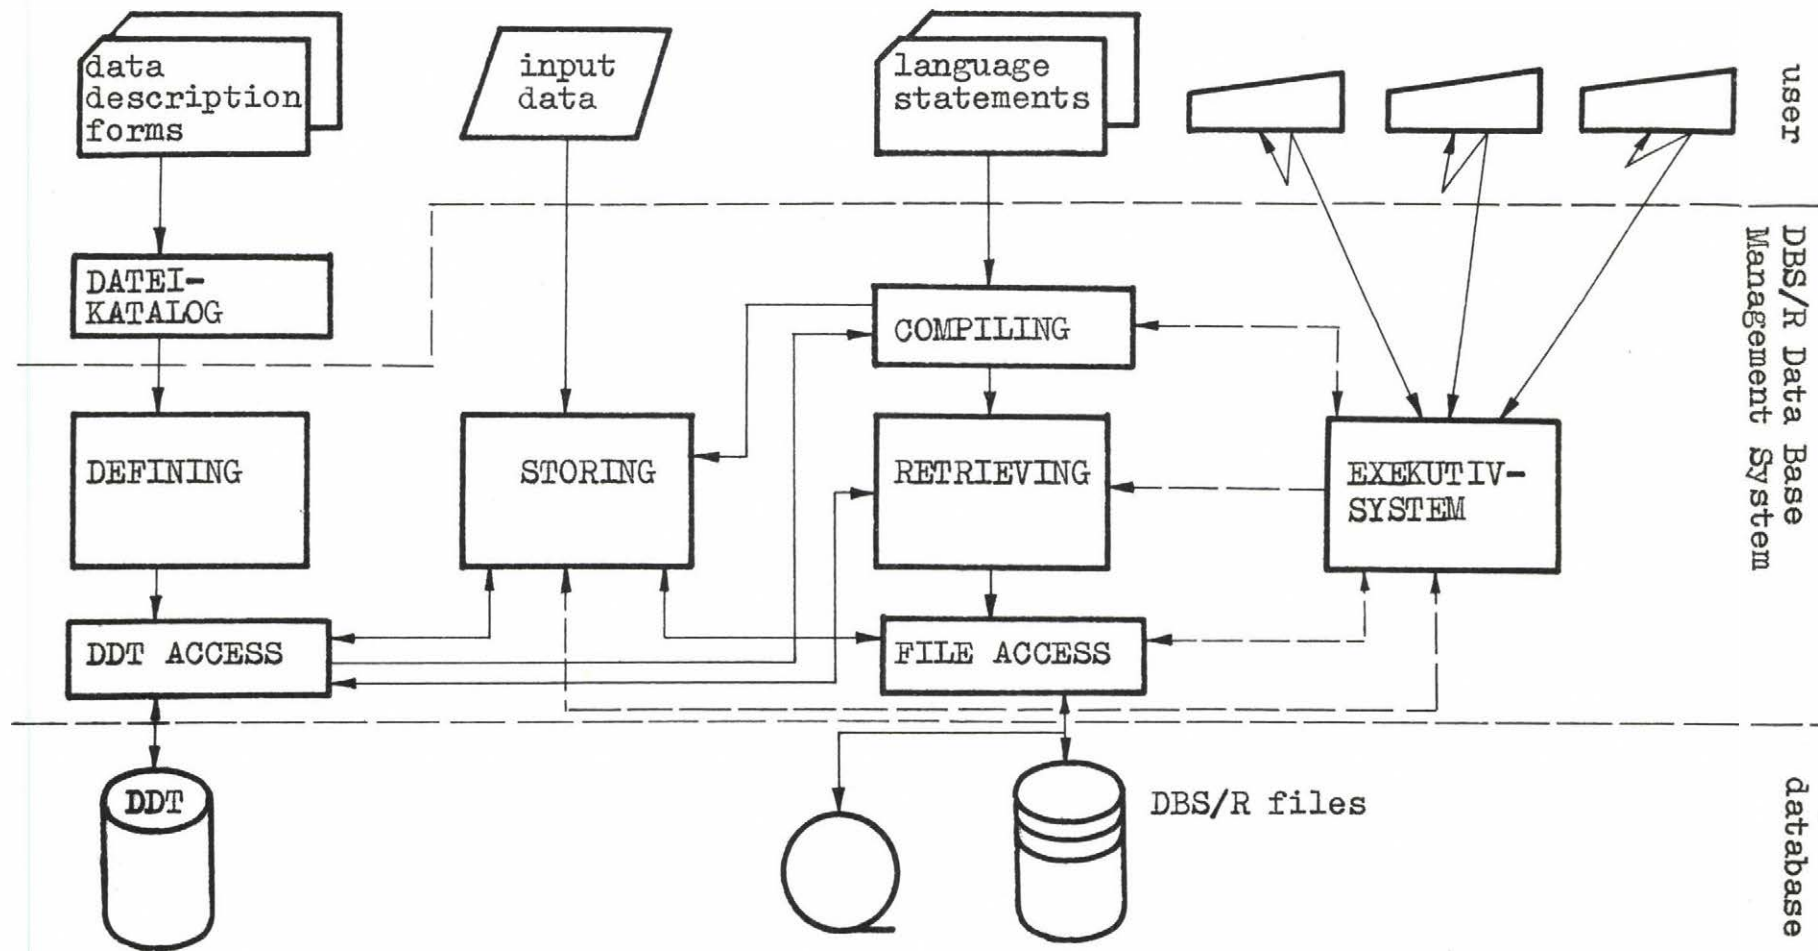 data
description
forms
input
data
language
statements
user
DATEI-
KATALOG
COMPILING
DBS/R Data Base
Management System
DEFINING
STORING
RETRIEVING
EXEKUTIV-
SYSTEM
DDT ACCESS
FILE ACCESS
DDT
DBS/R files
database